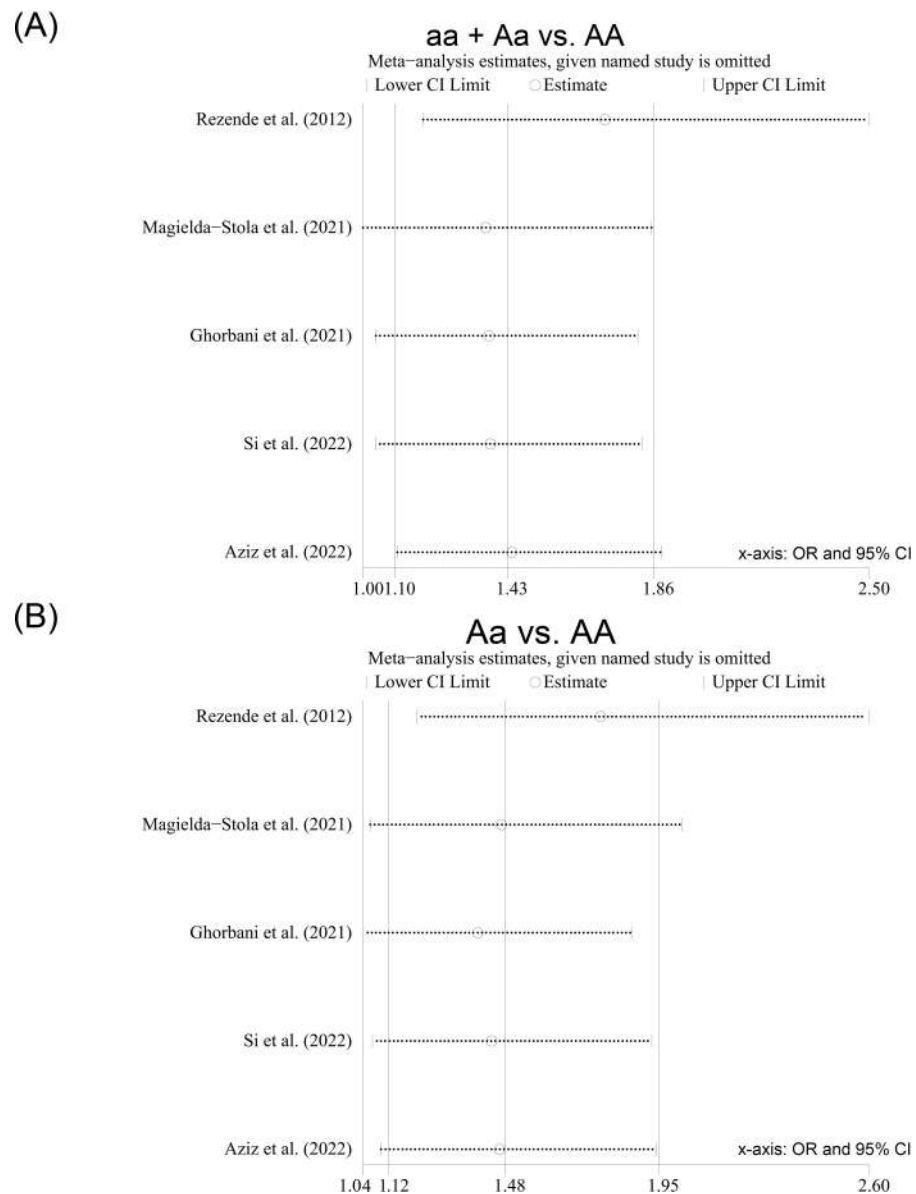 (A)
aa + Aa vs. AA
Meta−analysis estimates, given named study is omitted
Lower CI Limit Estimate Upper CI Limit
Rezende et al. (2012)
Magielda−Stola et al. (2021)
Ghorbani et al. (2021)
Si et al. (2022)
Aziz et al. (2022)
x-axis: OR and 95% CI
1.00 1.10 1.43 1.86 2.50
(B)
Aa vs. AA
Meta−analysis estimates, given named study is omitted
Lower CI Limit Estimate Upper CI Limit
Rezende et al. (2012)
Magielda−Stola et al. (2021)
Ghorbani et al. (2021)
Si et al. (2022)
Aziz et al. (2022)
x-axis: OR and 95% CI
1.04 1.12 1.48 1.95 2.60